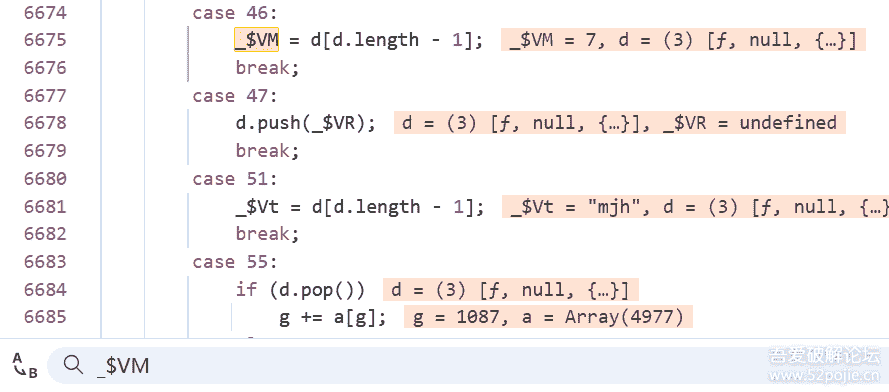 6674 case 46:
6675 _$VM = d[d.length - 1]; _$VM = 7, d = (3) [ƒ, null, {…}]
6676 break;
6677 case 47:
6678 d.push(_$VR); d = (3) [ƒ, null, {…}], _$VR = undefined
6679 break;
6680 case 51:
6681 _$Vt = d[d.length - 1]; _$Vt = "mjh", d = (3) [ƒ, null, {…}
6682 break;
6683 case 55:
6684 if (d.pop()) d = (3) [ƒ, null, {…}]
6685 g += a[g]; g = 1087, a = Array(4977)
A B _$VM
吾爱破解论坛
www.52pojie.cn